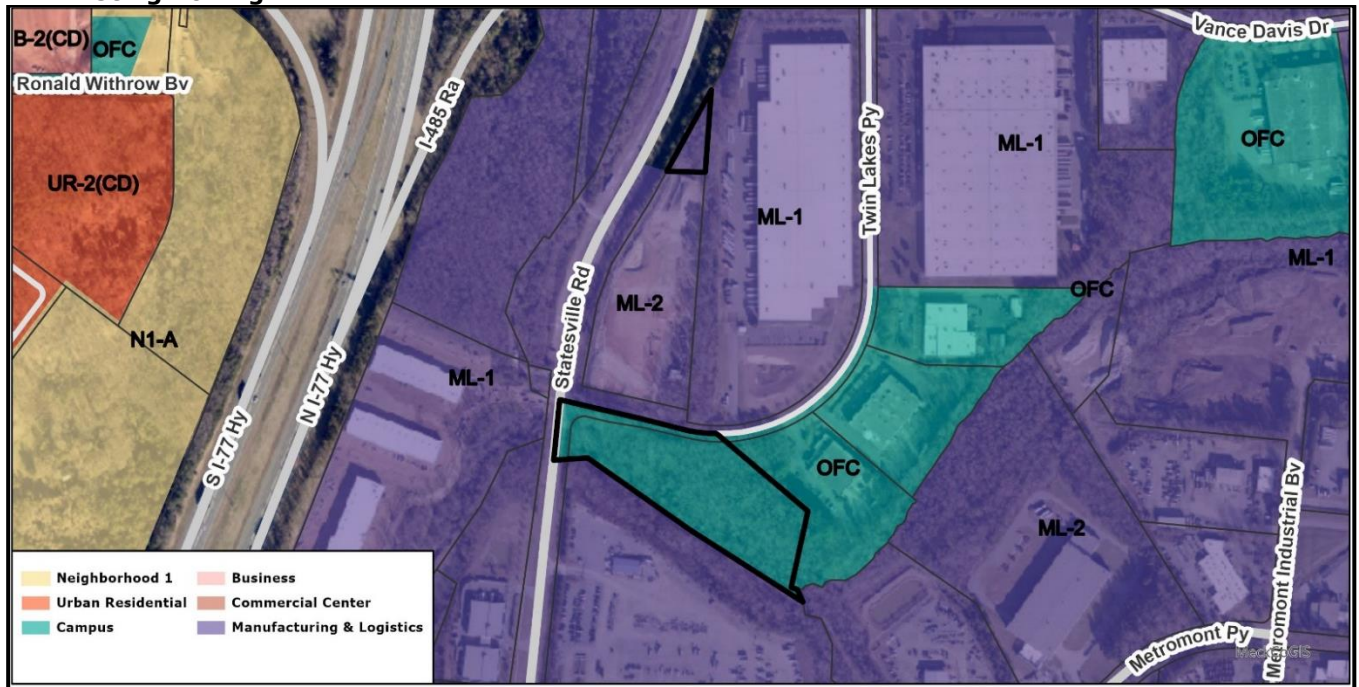 B-2(CD)
OFC
Ronald Withrow Bv
UR-2(CD)
N1-A
S I-77 Hy
N I-77 Hy
I-485 Ra
ML-1
Statesville Rd
ML-2
ML-1
Twin Lakes Py
ML-1
Vance Davis Dr
OFC
ML-1
OFC
OFC
ML-2
Metromont Py
Metromont Industrial Bv
MeckCoGIS
Neighborhood 1
Urban Residential
Campus
Business
Commercial Center
Manufacturing & Logistics